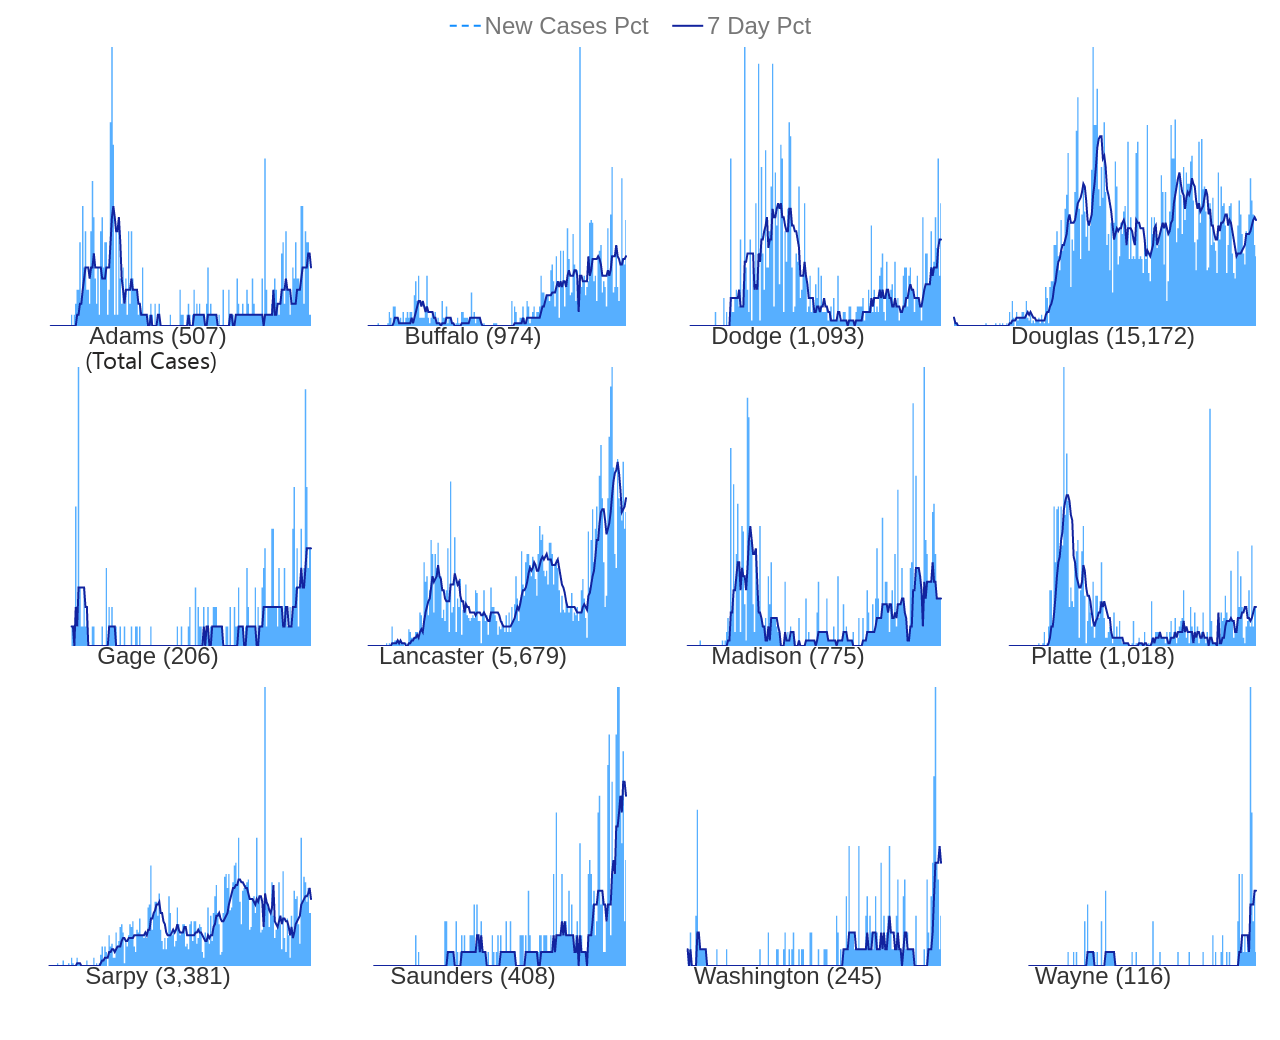 New Cases Pct 7 Day Pct
Adams (507) Buffalo (974) Dodge (1,093) Douglas (15,172)
(Total Cases)
Gage (206) Lancaster (5,679) Madison (775) Platte (1,018)
Sarpy (3,381) Saunders (408) Washington (245) Wayne (116)